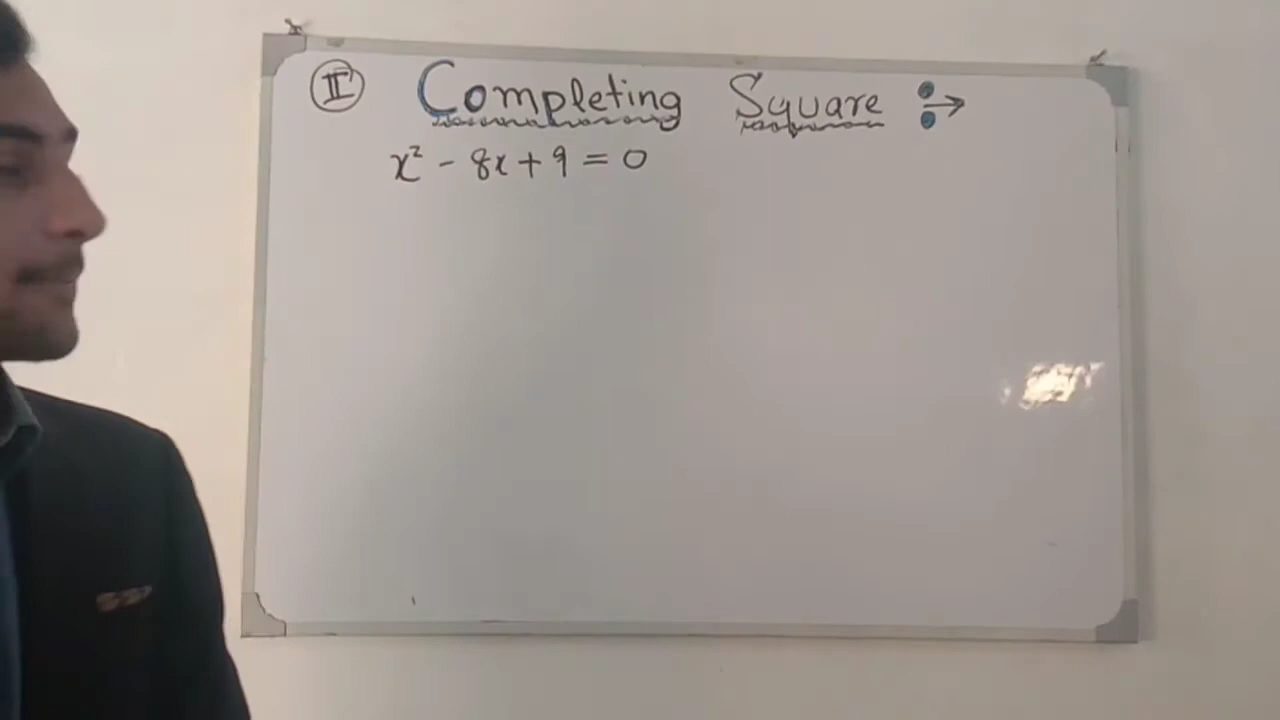 II Completing Square :→
x² - 8x + 9 = 0